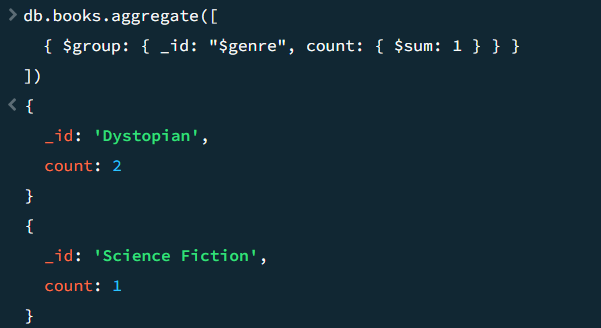 > db.books.aggregate([
{ $group: { _id: "$genre", count: { $sum: 1 } } }
])
< {
_id: 'Dystopian',
count: 2
}
{
_id: 'Science Fiction',
count: 1
}